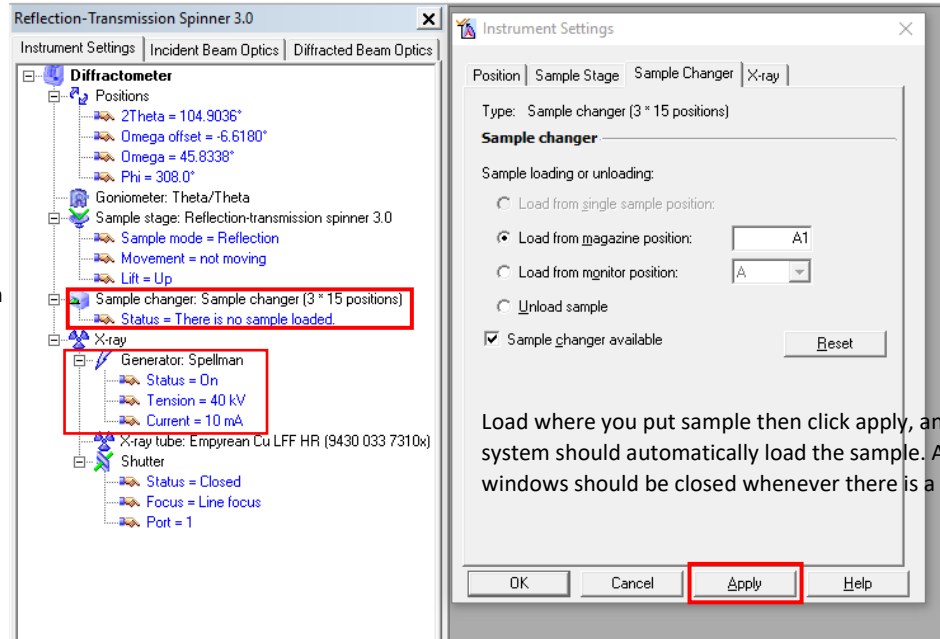 Reflection-Transmission Spinner 3.0
Instrument Settings
Incident Beam Optics
Diffracted Beam Optics
Diffractometer
Positions
2Theta = 104.9036°
Omega offset = -6.6180°
Omega = 45.8338°
Phi = 308.0°
Goniometer: Theta/Theta
Sample stage: Reflection-transmission spinner 3.0
Sample mode = Reflection
Movement = not moving
Lift = Up
Sample changer: Sample changer (3 * 15 positions)
Status = There is no sample loaded.
X-ray
Generator: Spellman
Status = On
Tension = 40 kV
Current = 10 mA
X-ray tube: Empyrean Cu LFF HR (9430 033 7310x)
Shutter
Status = Closed
Focus = Line focus
Port = 1
Instrument Settings
Position
Sample Stage
Sample Changer
X-ray
Type: Sample changer (3 * 15 positions)
Sample changer
Sample loading or unloading:
Load from single sample position:
Load from magazine position: A1
Load from monitor position: A
Unload sample
Sample changer available
Reset
Load where you put sample then click apply, an
system should automatically load the sample. A
windows should be closed whenever there is a
OK
Cancel
Apply
Help